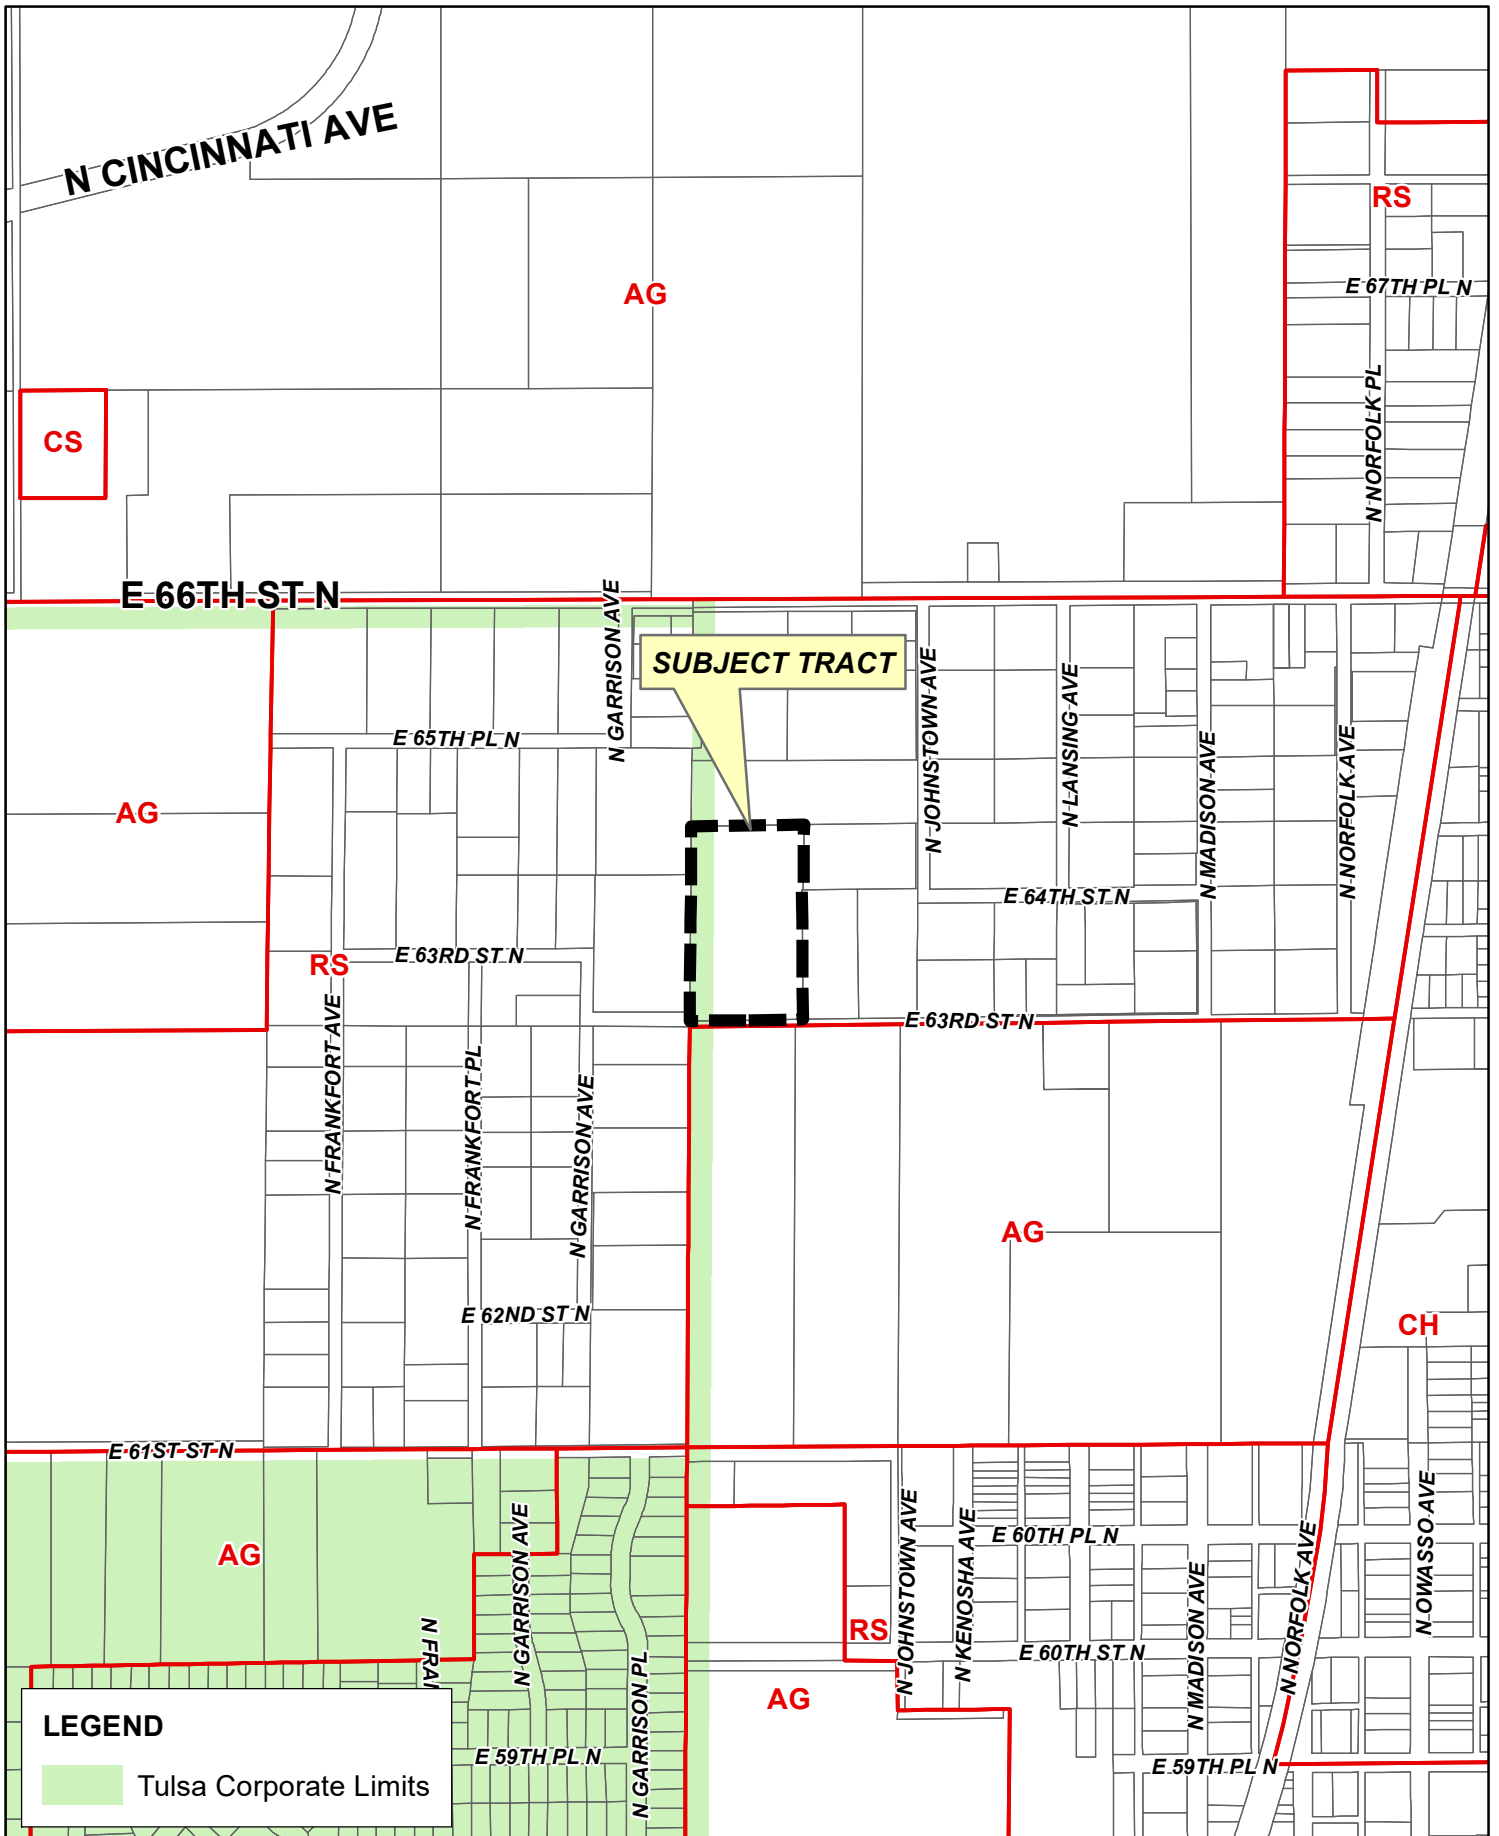 N CINCINNATI AVE
RS
E 67TH PL N
AG
N NORFOLK PL
CS
E 66TH ST N
N GARRISON AVE
SUBJECT TRACT
N JOHNSTOWN AVE
N LANSING AVE
N MADISON AVE
N NORFOLK AVE
E 65TH PL N
AG
E 64TH ST N
E 63RD ST N
RS
N FRANKFORT AVE
E 63RD ST N
N FRANKFORT PL
N GARRISON AVE
AG
E 62ND ST N
CH
E 61ST ST N
N OWASSO AVE
N JOHNSTOWN AVE
N KENOSHA AVE
E 60TH PL N
N NORFOLK AVE
AG
N GARRISON AVE
N MADISON AVE
RS
N FRAI
E 60TH ST N
N GARRISON PL
AG
LEGEND
E 59TH PL N
E 59TH PL N
Tulsa Corporate Limits